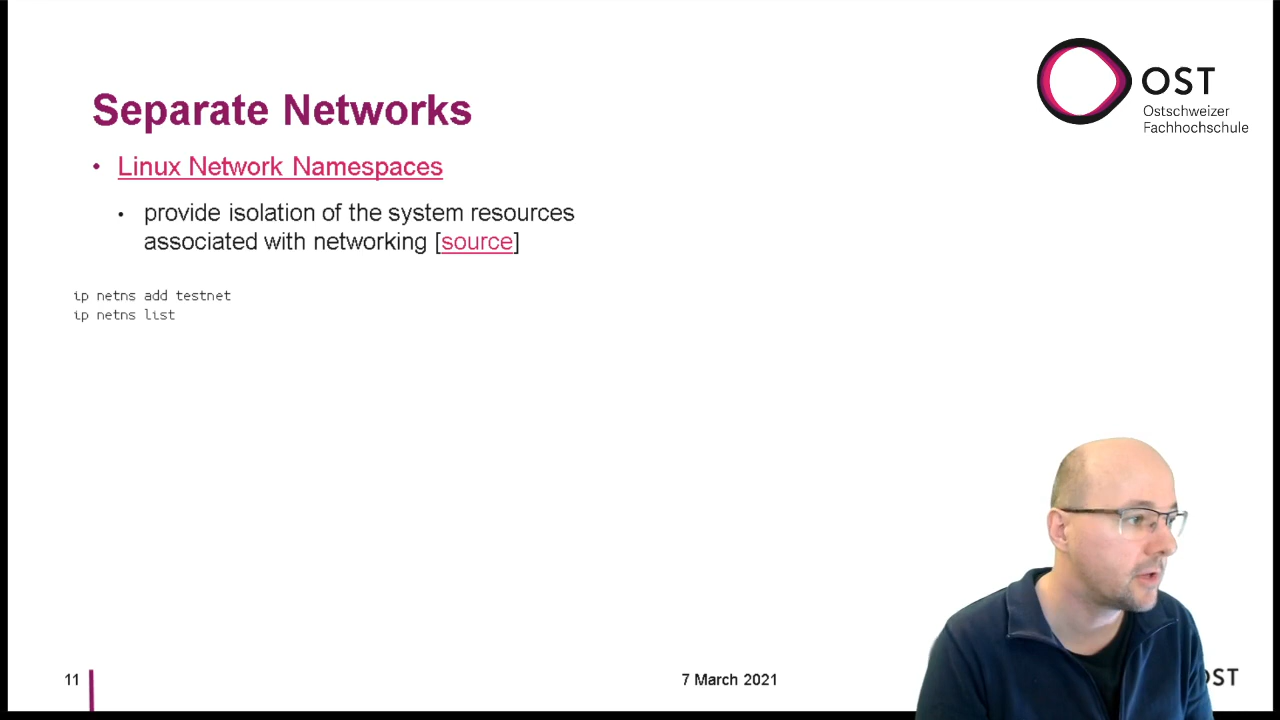 OST
Ostschweizer
Fachhochschule
Separate Networks
• Linux Network Namespaces
• provide isolation of the system resources
associated with networking [source]
ip netns add testnet
ip netns list
11
7 March 2021
OST